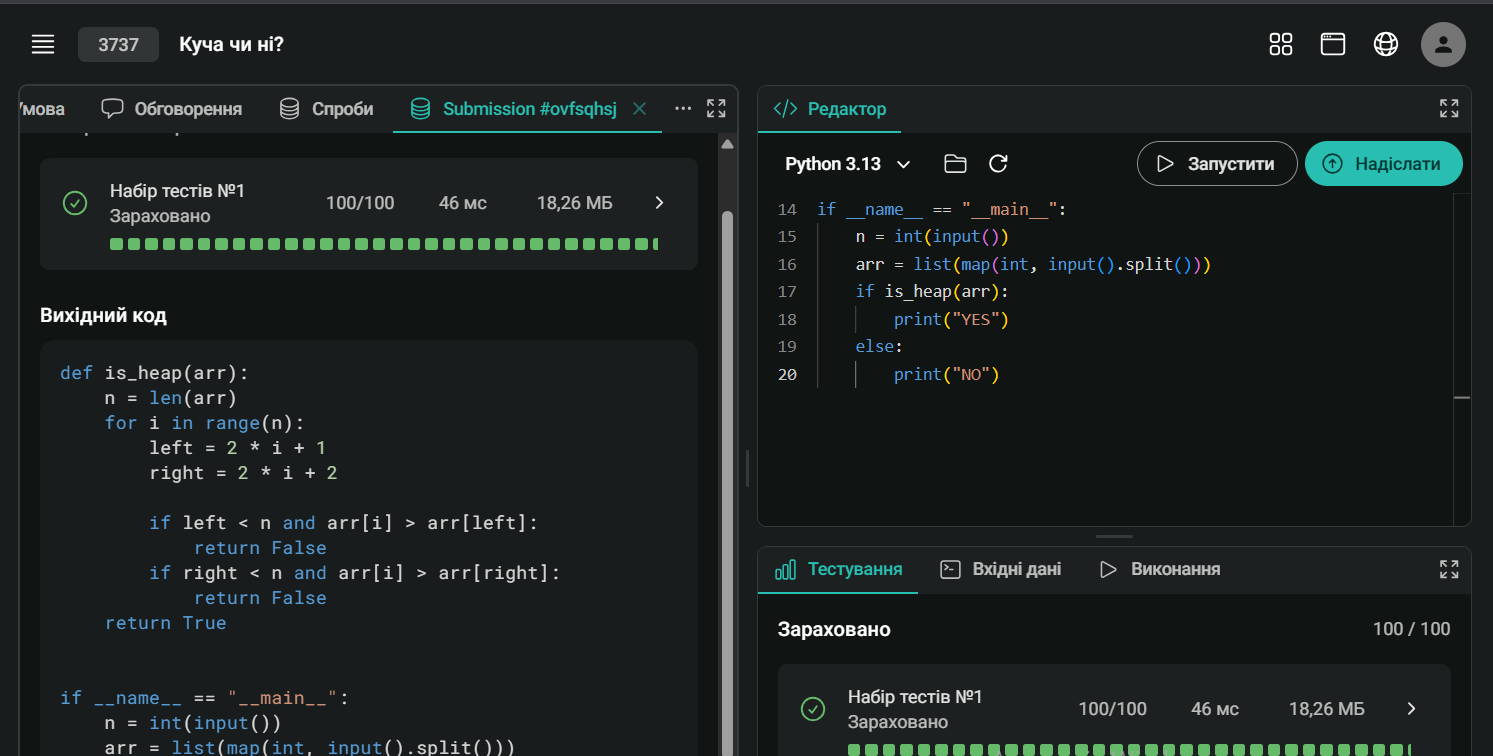 3737 Куча чи ні?
Умова Обговорення Спроби Submission #ovfsqhsj
Набір тестів №1
Зараховано
100/100 46 мс 18,26 МБ
Вихідний код
def is_heap(arr):
    n = len(arr)
    for i in range(n):
        left = 2 * i + 1
        right = 2 * i + 2
        if left < n and arr[i] > arr[left]:
            return False
        if right < n and arr[i] > arr[right]:
            return False
    return True
if __name__ == "__main__":
    n = int(input())
    arr = list(map(int, input().split()))
</> Редактор
Python 3.13 Запустити Надіслати
14 if __name__ == "__main__":
15     n = int(input())
16     arr = list(map(int, input().split()))
17     if is_heap(arr):
18         print("YES")
19     else:
20         print("NO")
Тестування Вхідні дані Виконання
Зараховано 100 / 100
Набір тестів №1
Зараховано
100/100 46 мс 18,26 МБ